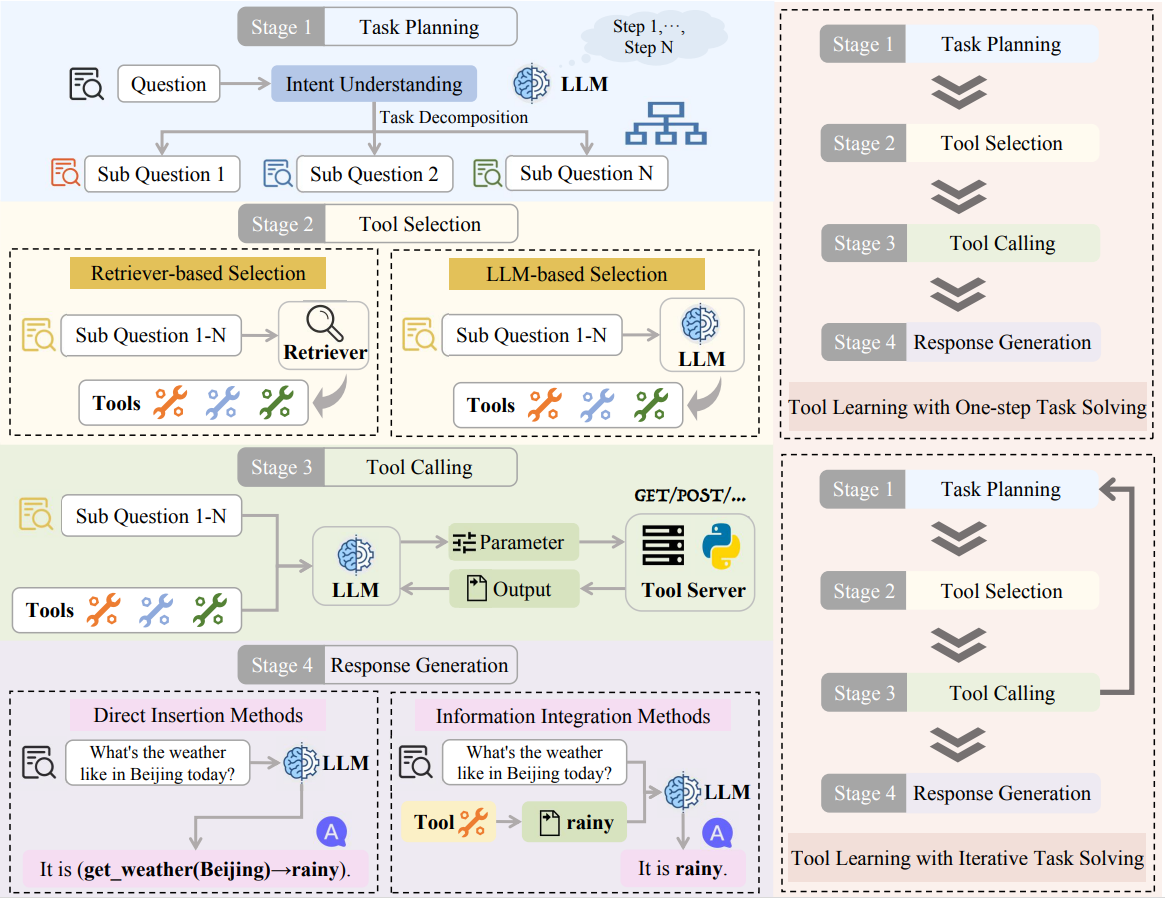 Stage 1 Task Planning
Step 1,···,
Step N
Question
Intent Understanding
LLM
Task Decomposition
Sub Question 1
Sub Question 2
Sub Question N
Stage 2 Tool Selection
Retriever-based Selection
Sub Question 1-N
Retriever
Tools
LLM-based Selection
Sub Question 1-N
LLM
Tools
Stage 3 Tool Calling
Sub Question 1-N
Tools
LLM
Parameter
Output
GET/POST/...
Tool Server
Stage 4 Response Generation
Direct Insertion Methods
What's the weather
like in Beijing today?
LLM
A
It is (get_weather(Beijing)→rainy).
Information Integration Methods
What's the weather
like in Beijing today?
Tool
rainy
LLM
A
It is rainy.
Stage 1 Task Planning
Stage 2 Tool Selection
Stage 3 Tool Calling
Stage 4 Response Generation
Tool Learning with One-step Task Solving
Stage 1 Task Planning
Stage 2 Tool Selection
Stage 3 Tool Calling
Stage 4 Response Generation
Tool Learning with Iterative Task Solving